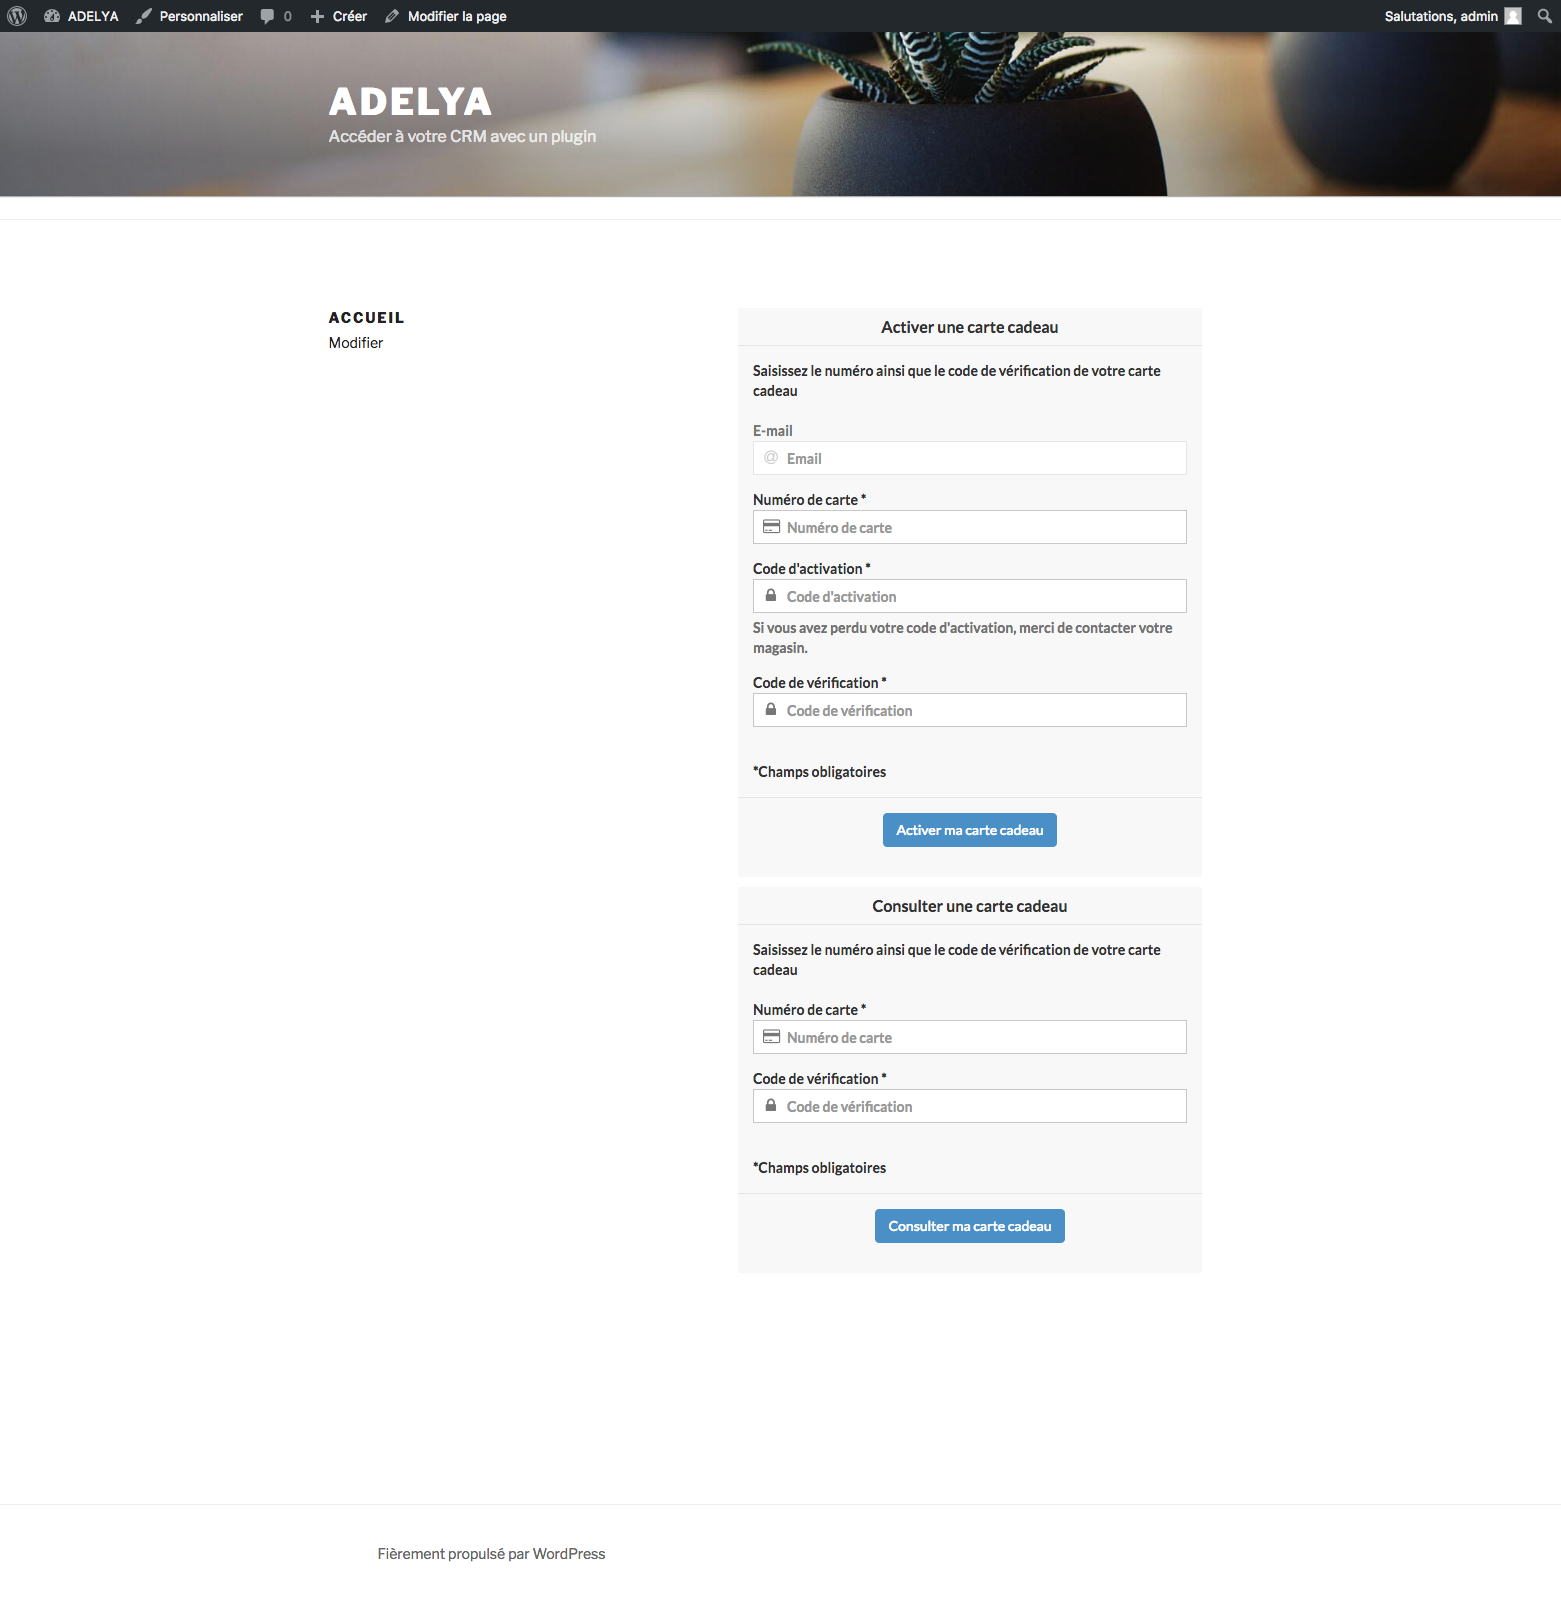 ADELYA Personnaliser 0 Créer Modifier la page Salutations, admin
ADELYA
Accéder à votre CRM avec un plugin
ACCUEIL
Modifier
Activer une carte cadeau
Saisissez le numéro ainsi que le code de vérification de votre carte
cadeau
E-mail
@ Email
Numéro de carte *
Numéro de carte
Code d'activation *
Code d'activation
Si vous avez perdu votre code d'activation, merci de contacter votre
magasin.
Code de vérification *
Code de vérification
*Champs obligatoires
Activer ma carte cadeau
Consulter une carte cadeau
Saisissez le numéro ainsi que le code de vérification de votre carte
cadeau
Numéro de carte *
Numéro de carte
Code de vérification *
Code de vérification
*Champs obligatoires
Consulter ma carte cadeau
Fièrement propulsé par WordPress